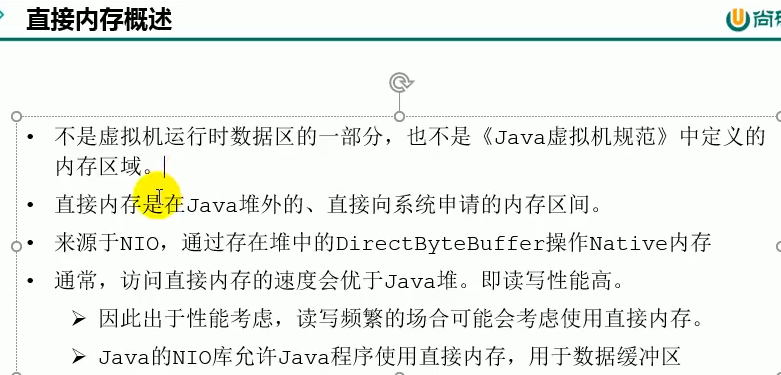 直接内存概述
尚硅
• 不是虚拟机运行时数据区的一部分，也不是《Java虚拟机规范》中定义的
内存区域。
• 直接内存是在Java堆外的、直接向系统申请的内存区间。
• 来源于NIO，通过存在堆中的DirectByteBuffer操作Native内存
• 通常，访问直接内存的速度会优于Java堆。即读写性能高。
➢ 因此出于性能考虑，读写频繁的场合可能会考虑使用直接内存。
➢ Java的NIO库允许Java程序使用直接内存，用于数据缓冲区